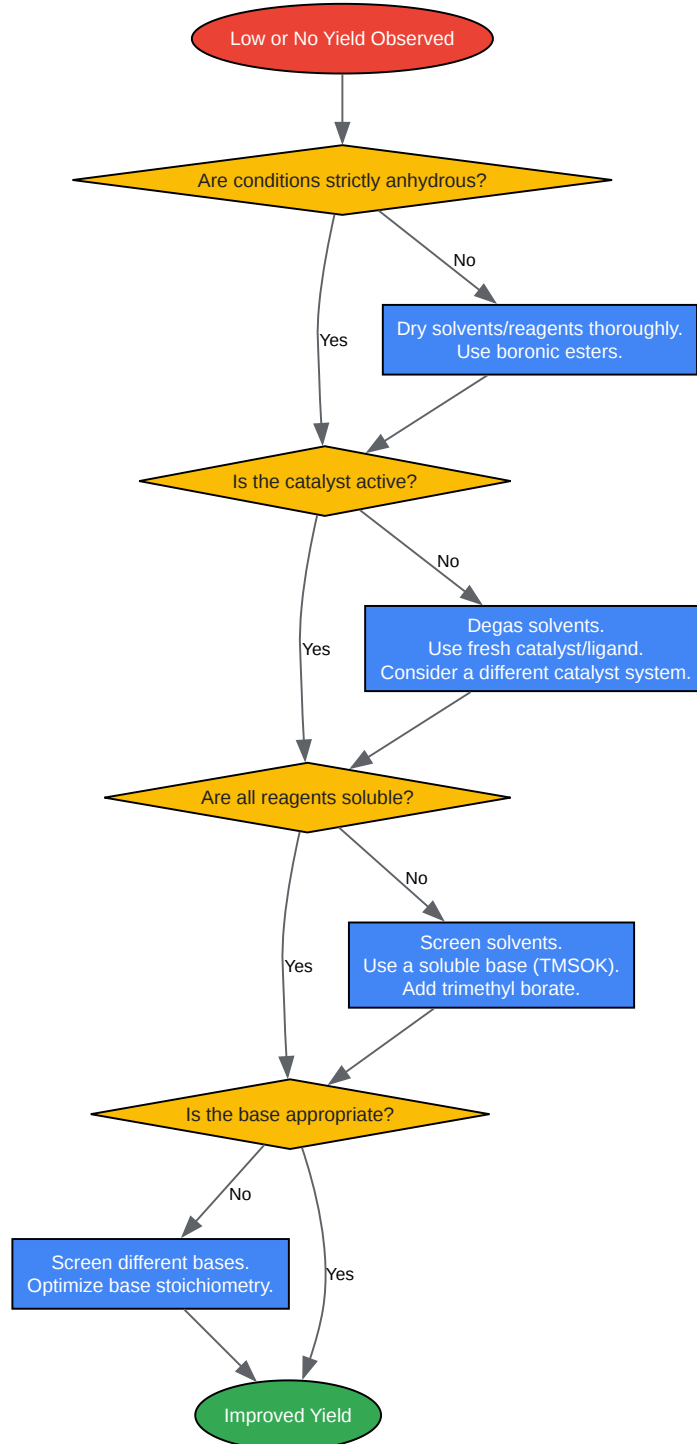 Low or No Yield Observed
Are conditions strictly anhydrous?
No
Yes
Dry solvents/reagents thoroughly.
Use boronic esters.
Is the catalyst active?
No
Yes
Degas solvents.
Use fresh catalyst/ligand.
Consider a different catalyst system.
Are all reagents soluble?
No
Yes
Screen solvents.
Use a soluble base (TMSOK).
Add trimethyl borate.
Is the base appropriate?
No
Yes
Screen different bases.
Optimize base stoichiometry.
Improved Yield